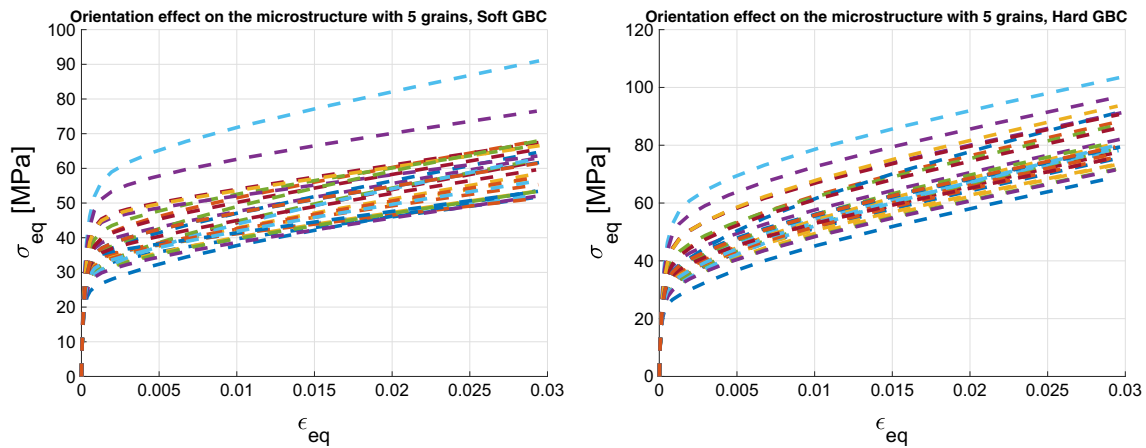 Orientation effect on the microstructure with 5 grains, Soft GBC
100
90
80
70
60
50
40
30
20
10
0
σeq [MPa]
0 0.005 0.01 0.015 0.02 0.025 0.03
ϵeq
Orientation effect on the microstructure with 5 grains, Hard GBC
120
100
80
60
40
20
0
σeq [MPa]
0 0.005 0.01 0.015 0.02 0.025 0.03
ϵeq